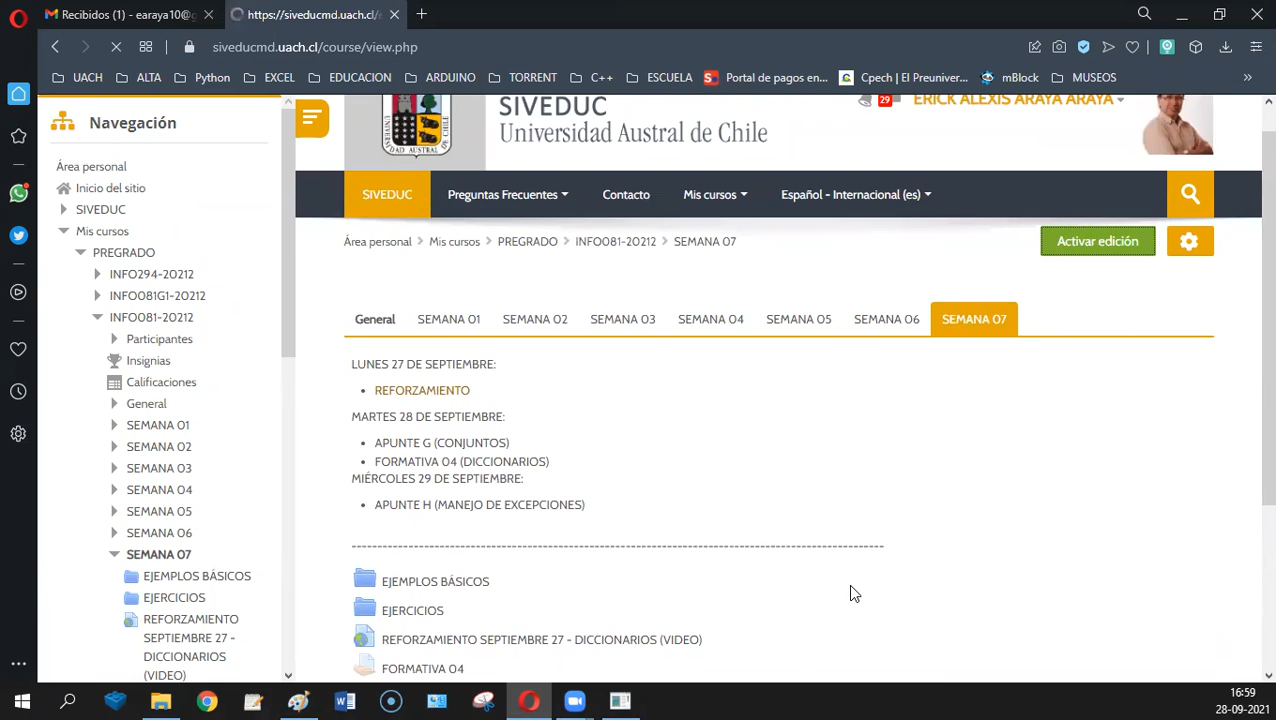 Recibidos (1) - earaya10@g
https://siveducmd.uach.cl/c
siveducmd.uach.cl/course/view.php
UACH
ALTA
Python
EXCEL
EDUCACION
ARDUINO
TORRENT
C++
ESCUELA
Portal de pagos en...
Cpech | El Preuniver...
mBlock
MUSEOS
»
Navegación
Área personal
Inicio del sitio
SIVEDUC
Mis cursos
PREGRADO
INFO294-20212
INFO081G1-20212
INFO081-20212
Participantes
Insignias
Calificaciones
General
SEMANA 01
SEMANA 02
SEMANA 03
SEMANA 04
SEMANA 05
SEMANA 06
SEMANA 07
EJEMPLOS BÁSICOS
EJERCICIOS
REFORZAMIENTO
SEPTIEMBRE 27 -
DICCIONARIOS
(VIDEO)
UNIVERSIDAD AUSTRAL DE CHILE
SIVEDUC
Universidad Austral de Chile
29
ERICK ALEXIS ARAYA ARAYA
SIVEDUC
Preguntas Frecuentes
Contacto
Mis cursos
Español - Internacional (es)
Área personal > Mis cursos > PREGRADO > INFO081-20212 > SEMANA 07
Activar edición
General
SEMANA 01
SEMANA 02
SEMANA 03
SEMANA 04
SEMANA 05
SEMANA 06
SEMANA 07
LUNES 27 DE SEPTIEMBRE:
• REFORZAMIENTO
MARTES 28 DE SEPTIEMBRE:
• APUNTE G (CONJUNTOS)
• FORMATIVA 04 (DICCIONARIOS)
MIÉRCOLES 29 DE SEPTIEMBRE:
• APUNTE H (MANEJO DE EXCEPCIONES)
--------------------------------------------------------------------------------------------------------
EJEMPLOS BÁSICOS
EJERCICIOS
REFORZAMIENTO SEPTIEMBRE 27 - DICCIONARIOS (VIDEO)
FORMATIVA 04
16:59
28-09-2021